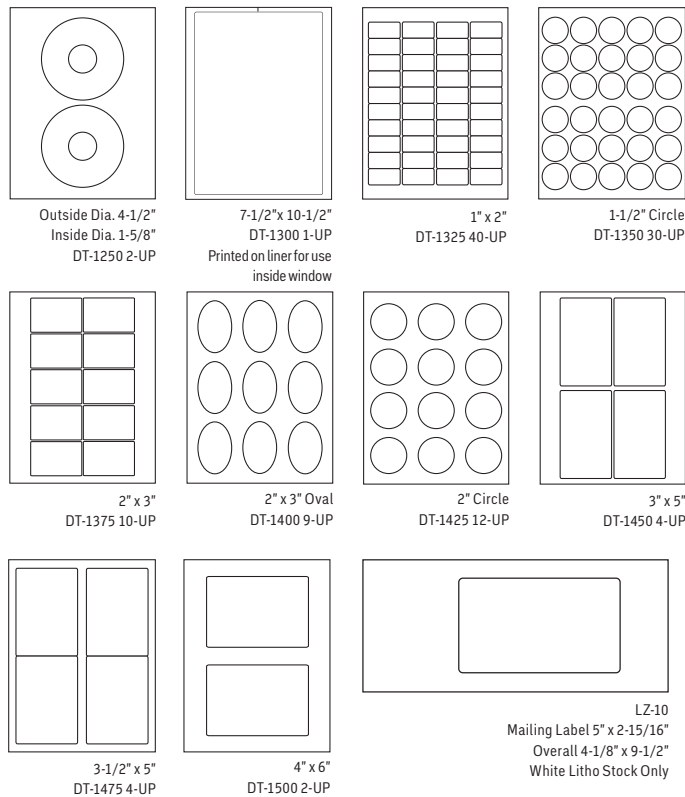 Outside Dia. 4-1/2"
Inside Dia. 1-5/8"
DT-1250 2-UP
7-1/2"x 10-1/2"
DT-1300 1-UP
Printed on liner for use
inside window
1" x 2"
DT-1325 40-UP
1-1/2" Circle
DT-1350 30-UP
2" x 3"
DT-1375 10-UP
2" x 3" Oval
DT-1400 9-UP
2" Circle
DT-1425 12-UP
3" x 5"
DT-1450 4-UP
3-1/2" x 5"
DT-1475 4-UP
4" x 6"
DT-1500 2-UP
LZ-10
Mailing Label 5" x 2-15/16"
Overall 4-1/8" x 9-1/2"
White Litho Stock Only